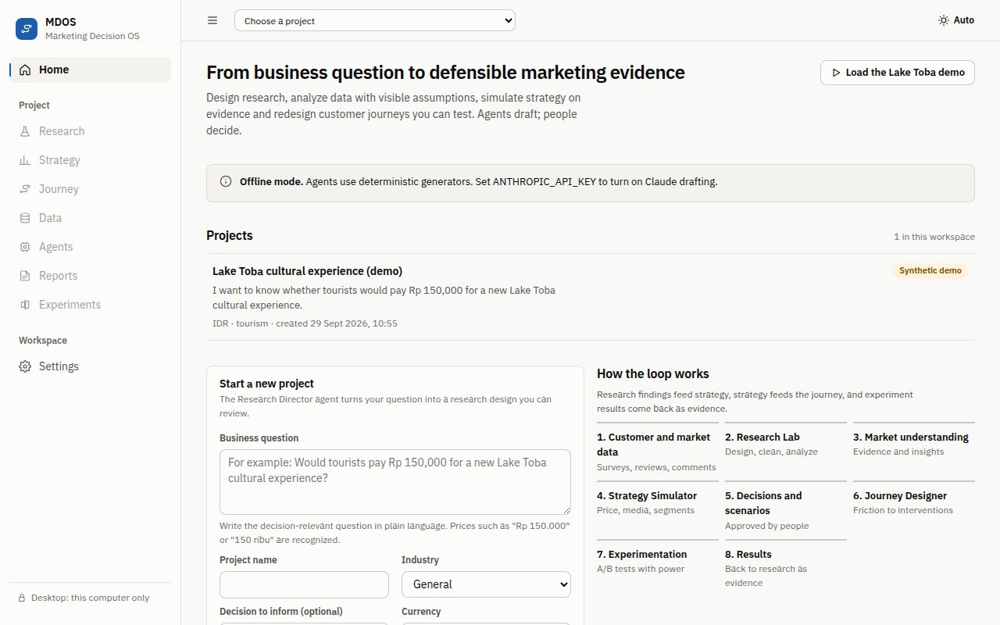 MDOS
Marketing Decision OS
Home
Project
Research
Strategy
Journey
Data
Agents
Reports
Experiments
Workspace
Settings
Desktop: this computer only
Choose a project
Auto
From business question to defensible marketing evidence
Load the Lake Toba demo
Design research, analyze data with visible assumptions, simulate strategy on
evidence and redesign customer journeys you can test. Agents draft; people
decide.
Offline mode. Agents use deterministic generators. Set ANTHROPIC_API_KEY to turn on Claude drafting.
Projects
1 in this workspace
Lake Toba cultural experience (demo)
Synthetic demo
I want to know whether tourists would pay Rp 150,000 for a new Lake Toba
cultural experience.
IDR · tourism · created 29 Sept 2026, 10:55
Start a new project
The Research Director agent turns your question into a research design you can
review.
Business question
For example: Would tourists pay Rp 150,000 for a new Lake Toba
cultural experience?
Write the decision-relevant question in plain language. Prices such as "Rp 150.000"
or "150 ribu" are recognized.
Project name
Industry
General
Decision to inform (optional)
Currency
How the loop works
Research findings feed strategy, strategy feeds the journey, and experiment
results come back as evidence.
1. Customer and market
data
Surveys, reviews, comments
2. Research Lab
Design, clean, analyze
3. Market understanding
Evidence and insights
4. Strategy Simulator
Price, media, segments
5. Decisions and
scenarios
Approved by people
6. Journey Designer
Friction to interventions
7. Experimentation
A/B tests with power
8. Results
Back to research as
evidence